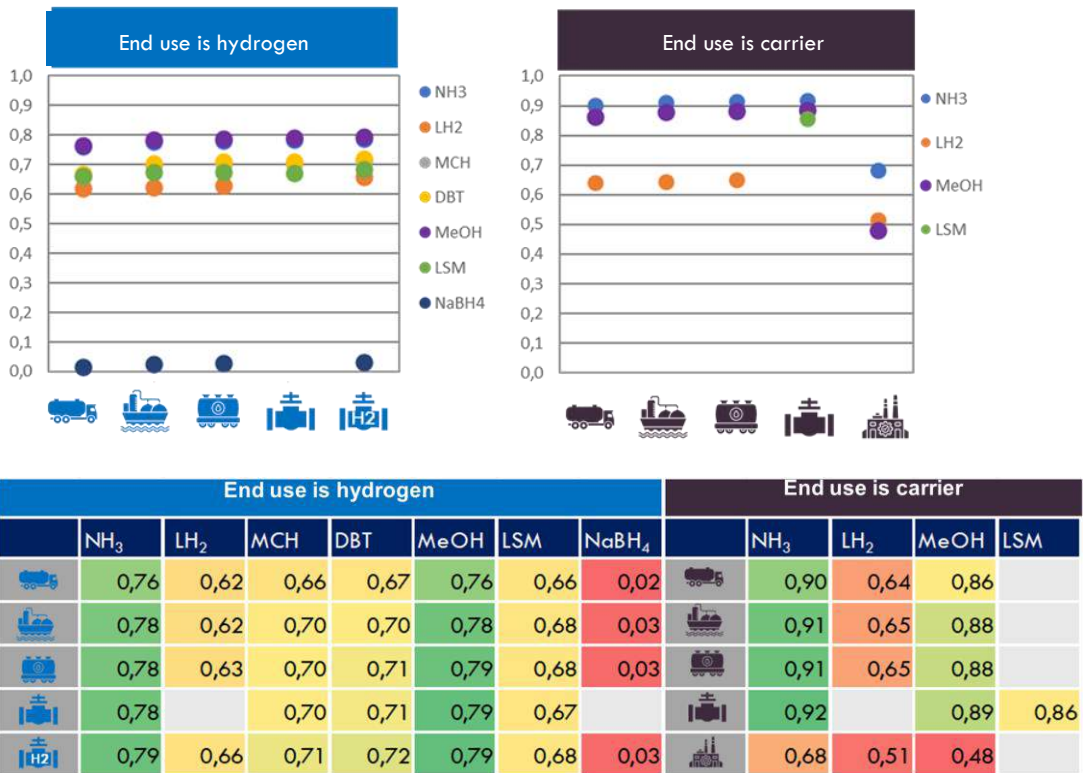 End use is hydrogen
1,0
0,9
0,8
0,7
0,6
0,5
0,4
0,3
0,2
0,1
0,0
NH3
LH2
MCH
DBT
MeOH
LSM
NaBH4
H2
End use is carrier
1,0
0,9
0,8
0,7
0,6
0,5
0,4
0,3
0,2
0,1
0,0
NH3
LH2
MeOH
LSM
End use is hydrogen End use is carrier
NH₃ LH₂ MCH DBT MeOH LSM NaBH₄ NH₃ LH₂ MeOH LSM
0,76 0,62 0,66 0,67 0,76 0,66 0,02 0,90 0,64 0,86
0,78 0,62 0,70 0,70 0,78 0,68 0,03 0,91 0,65 0,88
0,78 0,63 0,70 0,71 0,79 0,68 0,03 0,91 0,65 0,88
0,78 0,70 0,71 0,79 0,67 0,92 0,89 0,86
H2 0,79 0,66 0,71 0,72 0,79 0,68 0,03 0,68 0,51 0,48